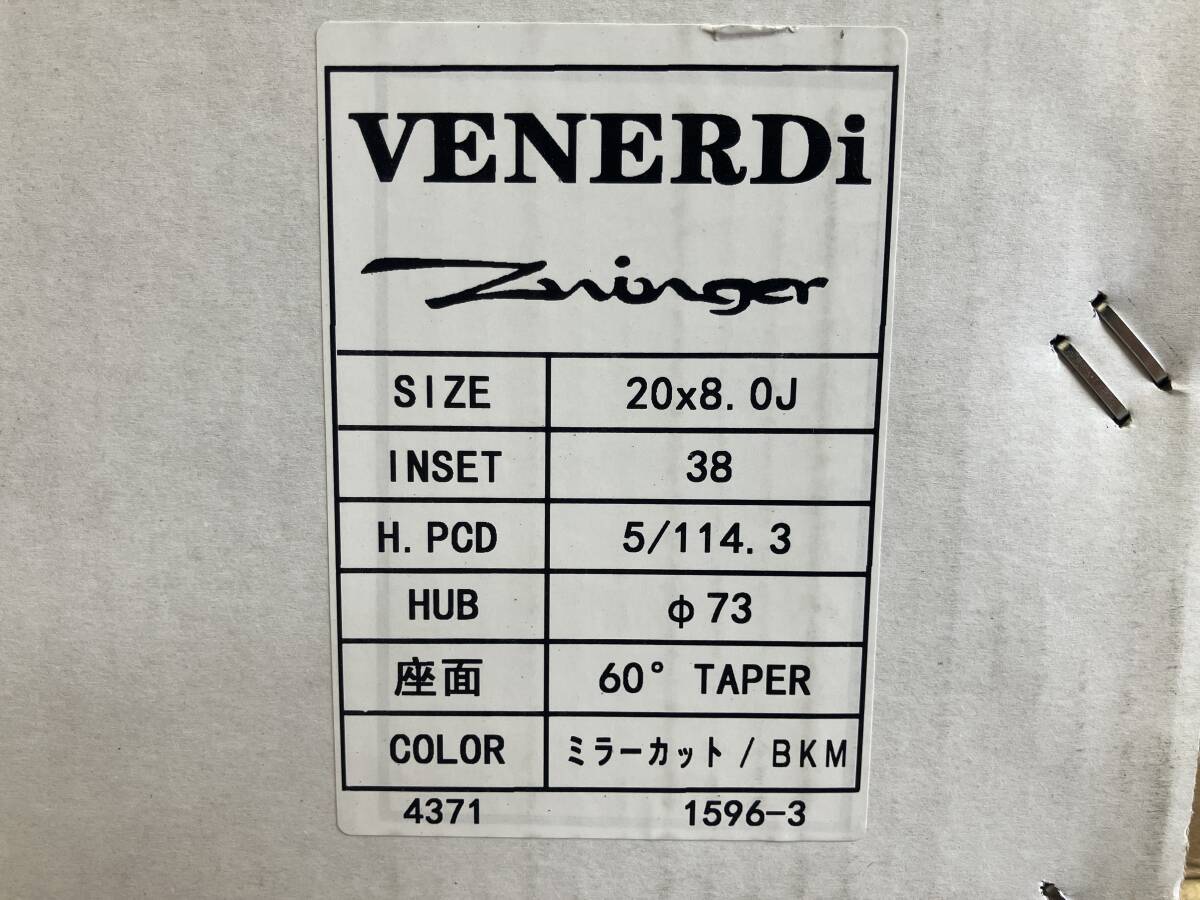 VENERDi
Zninger
SIZE 20x8.0J
INSET 38
H.PCD 5/114.3
HUB φ73
座面 60° TAPER
COLOR ミラーカット/BKM
4371 1596-3